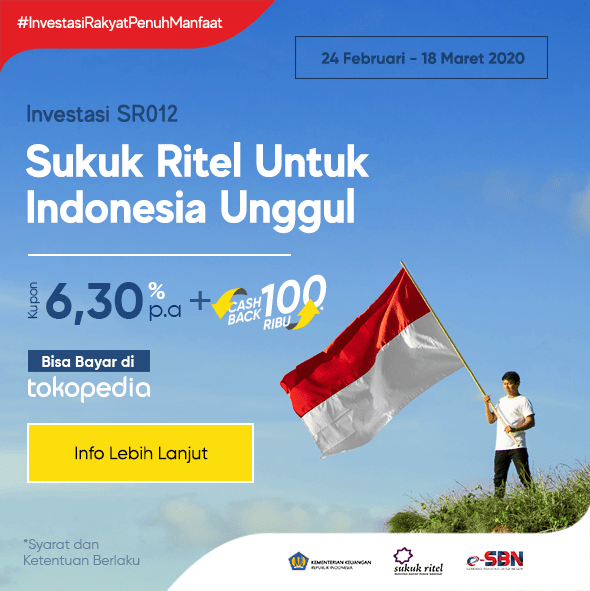 #InvestasiRakyatPenuhManfaat
24 Februari - 18 Maret 2020
Investasi SR012
Sukuk Ritel Untuk
Indonesia Unggul
Kupon 6,30 % p.a + CASH BACK 100 RIBU*
Bisa Bayar di
tokopedia
Info Lebih Lanjut
*Syarat dan
Ketentuan Berlaku
KEMENTERIAN KEUANGAN
REPUBLIK INDONESIA
sukuk ritel
e-SBN